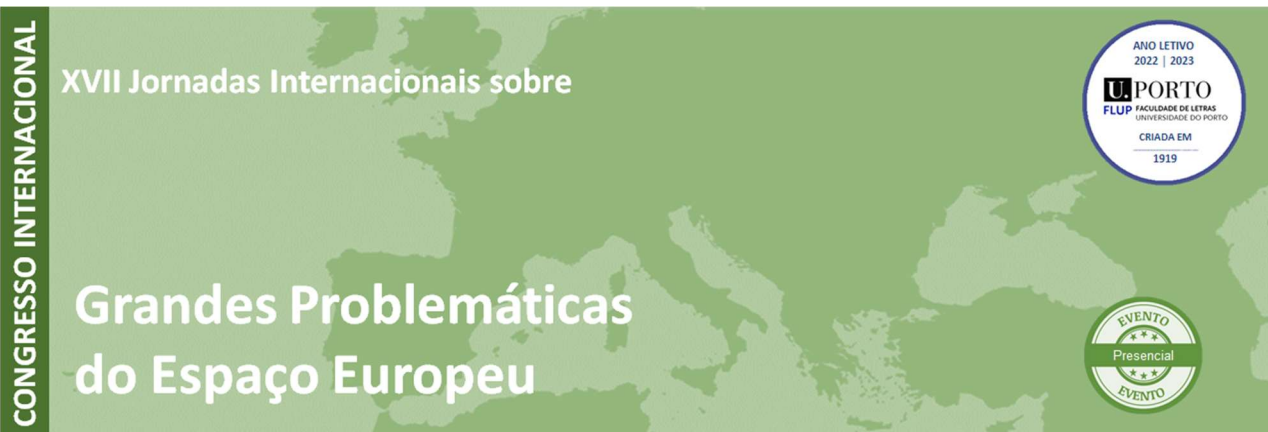 CONGRESSO INTERNACIONAL
XVII Jornadas Internacionais sobre
Grandes Problemáticas
do Espaço Europeu
ANO LETIVO
2022 | 2023
U.PORTO
FLUP FACULDADE DE LETRAS
UNIVERSIDADE DO PORTO
CRIADA EM
1919
EVENTO
Presencial
EVENTO